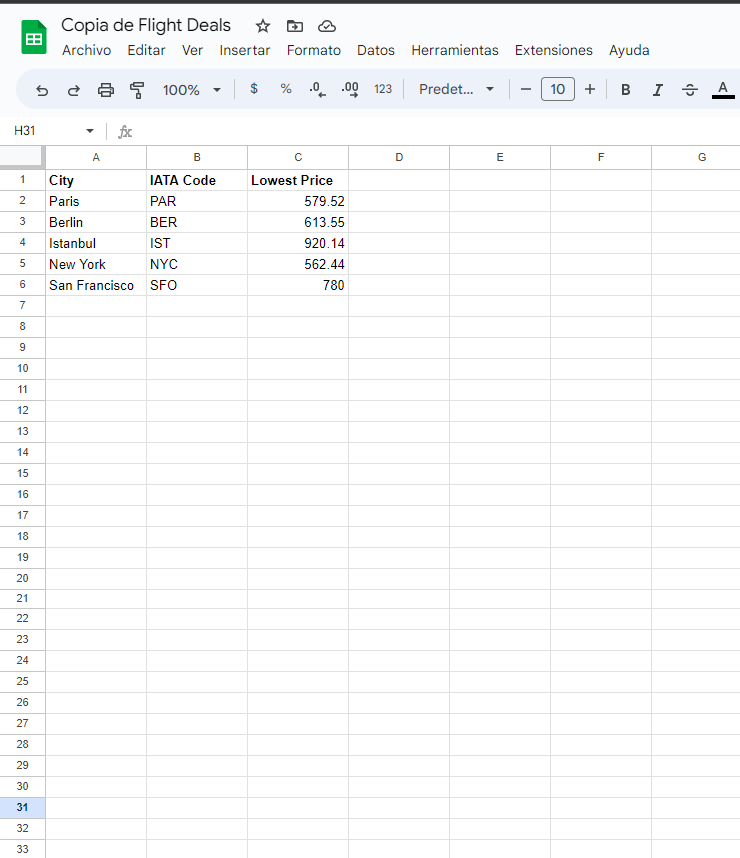 Copia de Flight Deals
Archivo Editar Ver Insertar Formato Datos Herramientas Extensiones Ayuda
100% $ % .0 .00 123 Predet... − 10 + B I S A
H31 fx
A B C D E F G
1 City IATA Code Lowest Price
2 Paris PAR 579.52
3 Berlin BER 613.55
4 Istanbul IST 920.14
5 New York NYC 562.44
6 San Francisco SFO 780
7
8
9
10
11
12
13
14
15
16
17
18
19
20
21
22
23
24
25
26
27
28
29
30
31
32
33